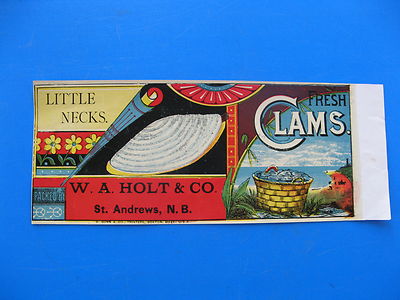 LITTLE
NECKS.
PACKED BY
W. A. HOLT & CO.
St. Andrews, N.B.
FRESH
CLAMS.